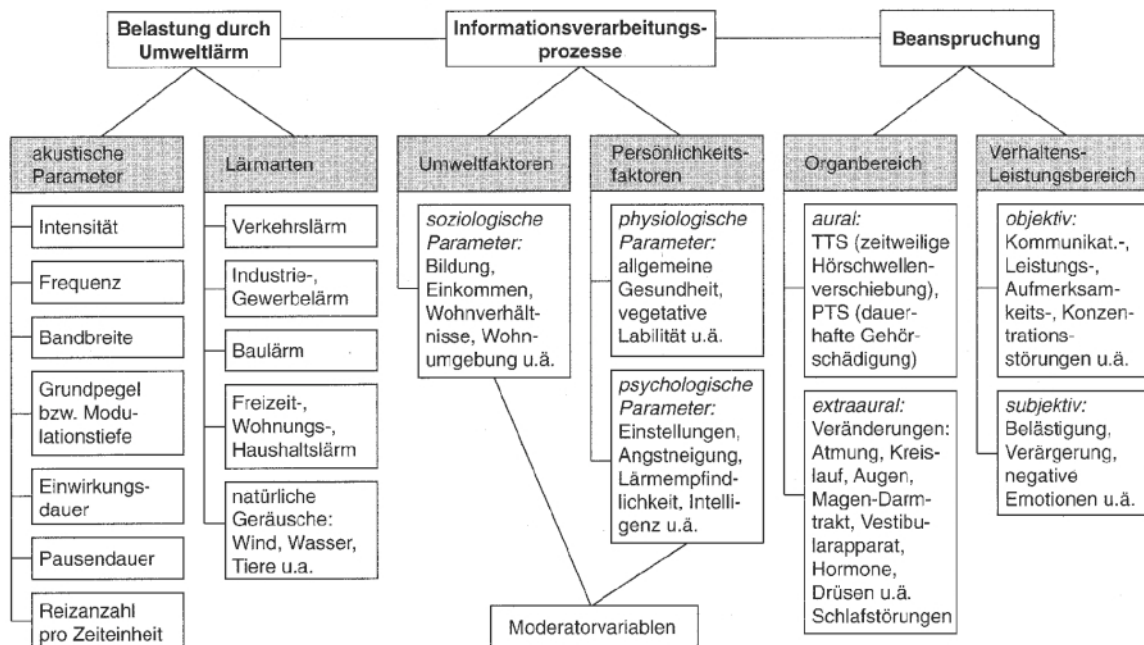 Belastung durch
Umweltlärm
Informationsverarbeitungs-
prozesse
Beanspruchung
akustische
Parameter
Intensität
Frequenz
Bandbreite
Grundpegel
bzw. Modu-
lationstiefe
Einwirkungs-
dauer
Pausendauer
Reizanzahl
pro Zeiteinheit
Lärmarten
Verkehrslärm
Industrie-,
Gewerbelärm
Baulärm
Freizeit-,
Wohnungs-,
Haushaltslärm
natürliche
Geräusche:
Wind, Wasser,
Tiere u.a.
Umweltfaktoren
soziologische
Parameter:
Bildung,
Einkommen,
Wohnverhält-
nisse, Wohn-
umgebung u.ä.
Persönlichkeits-
faktoren
physiologische
Parameter:
allgemeine
Gesundheit,
vegetative
Labilität u.ä.
psychologische
Parameter:
Einstellungen,
Angstneigung,
Lärmempfind-
lichkeit, Intelli-
genz u.ä.
Moderatorvariablen
Organbereich
aural:
TTS (zeitweilige
Hörschwellen-
verschiebung),
PTS (dauer-
hafte Gehör-
schädigung)
extraaural:
Veränderungen:
Atmung, Kreis-
lauf, Augen,
Magen-Darm-
trakt, Vestibu-
larapparat,
Hormone,
Drüsen u.ä.
Schlafstörungen
Verhaltens-
Leistungsbereich
objektiv:
Kommunikat.-,
Leistungs-,
Aufmerksam-
keits-, Konzen-
trations-
störungen u.ä.
subjektiv:
Belästigung,
Verärgerung,
negative
Emotionen u.ä.